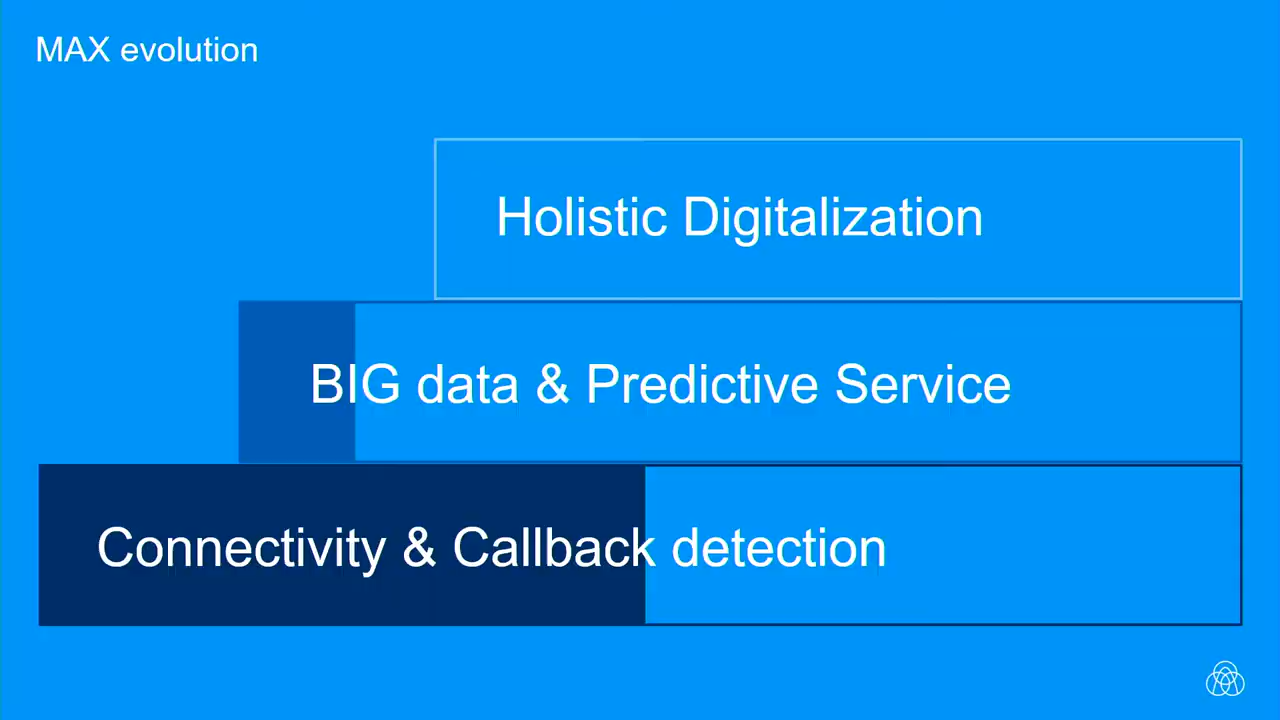 MAX evolution
Holistic Digitalization
BIG data & Predictive Service
Connectivity & Callback detection